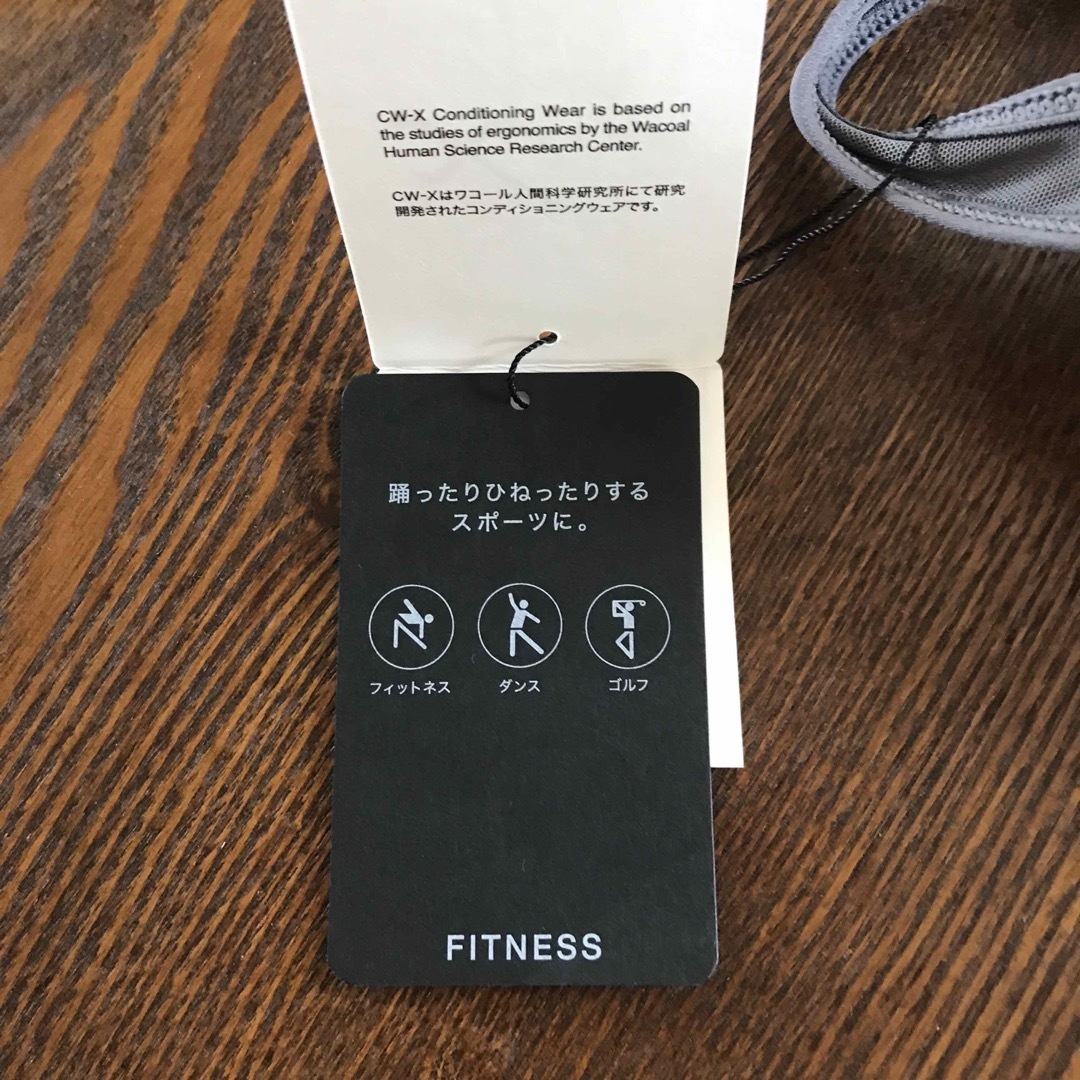 CW-X Conditioning Wear is based on
the studies of ergonomics by the Wacoal
Human Science Research Center.
CW-Xはワコール人間科学研究所にて研究
開発されたコンディショニングウェアです。
踊ったりひねったりする
スポーツに。
フィットネス
ダンス
ゴルフ
FITNESS